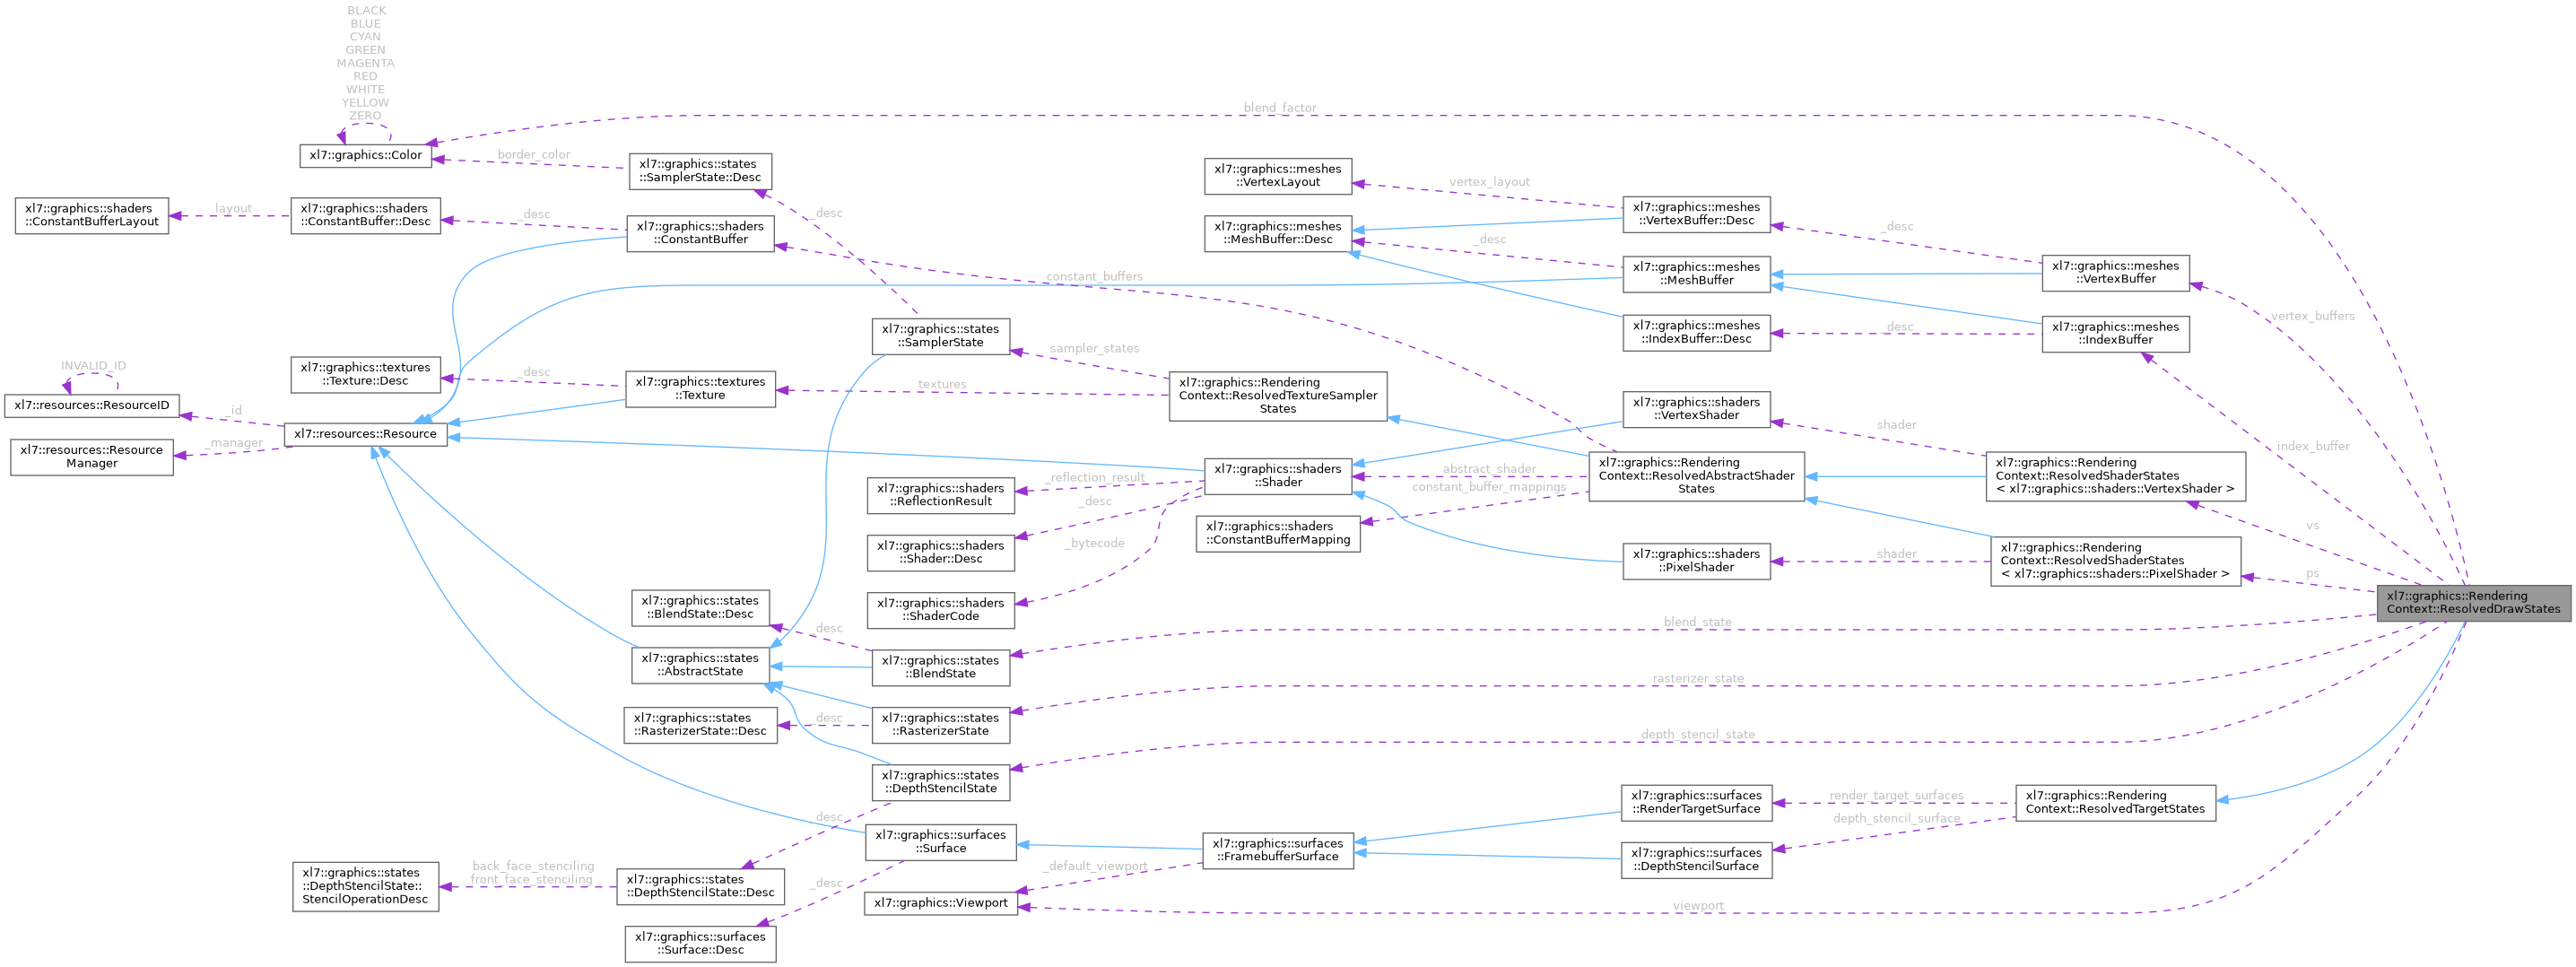 BLACK
BLUE
CYAN
GREEN
MAGENTA
RED
WHITE
YELLOW
ZERO
blend_factor
xl7::graphics::Color
border_color
xl7::graphics::states
::SamplerState::Desc
xl7::graphics::meshes
::VertexLayout
vertex_layout
xl7::graphics::shaders
::ConstantBufferLayout
layout
xl7::graphics::shaders
::ConstantBuffer::Desc
_desc
xl7::graphics::shaders
::ConstantBuffer
_desc
xl7::graphics::meshes
::MeshBuffer::Desc
_desc
xl7::graphics::meshes
::VertexBuffer::Desc
_desc
constant_buffers
xl7::graphics::meshes
::MeshBuffer
xl7::graphics::meshes
::VertexBuffer
vertex_buffers
xl7::graphics::states
::SamplerState
xl7::graphics::meshes
::IndexBuffer::Desc
_desc
xl7::graphics::meshes
::IndexBuffer
INVALID_ID
xl7::resources::ResourceID
_id
xl7::graphics::textures
::Texture::Desc
_desc
xl7::graphics::textures
::Texture
sampler_states
textures
xl7::graphics::Rendering
Context::ResolvedTextureSampler
States
xl7::graphics::shaders
::VertexShader
shader
index_buffer
xl7::resources::Resource
Manager
_manager
xl7::resources::Resource
xl7::graphics::shaders
::Shader
abstract_shader
constant_buffer_mappings
xl7::graphics::Rendering
Context::ResolvedAbstractShader
States
xl7::graphics::Rendering
Context::ResolvedShaderStates
< xl7::graphics::shaders::VertexShader >
xl7::graphics::shaders
::ReflectionResult
_reflection_result
_desc
xl7::graphics::shaders
::Shader::Desc
_bytecode
xl7::graphics::shaders
::ConstantBufferMapping
vs
xl7::graphics::shaders
::PixelShader
shader
xl7::graphics::Rendering
Context::ResolvedShaderStates
< xl7::graphics::shaders::PixelShader >
ps
xl7::graphics::shaders
::ShaderCode
xl7::graphics::Rendering
Context::ResolvedDrawStates
xl7::graphics::states
::BlendState::Desc
_desc
blend_state
xl7::graphics::states
::AbstractState
xl7::graphics::states
::BlendState
rasterizer_state
xl7::graphics::states
::RasterizerState::Desc
_desc
xl7::graphics::states
::RasterizerState
depth_stencil_state
xl7::graphics::states
::DepthStencilState
_desc
xl7::graphics::surfaces
::RenderTargetSurface
render_target_surfaces
depth_stencil_surface
xl7::graphics::Rendering
Context::ResolvedTargetStates
xl7::graphics::surfaces
::Surface
xl7::graphics::surfaces
::FramebufferSurface
xl7::graphics::surfaces
::DepthStencilSurface
xl7::graphics::states
::DepthStencilState::
StencilOperationDesc
back_face_stenciling
front_face_stenciling
xl7::graphics::states
::DepthStencilState::Desc
_desc
_default_viewport
xl7::graphics::Viewport
viewport
xl7::graphics::surfaces
::Surface::Desc